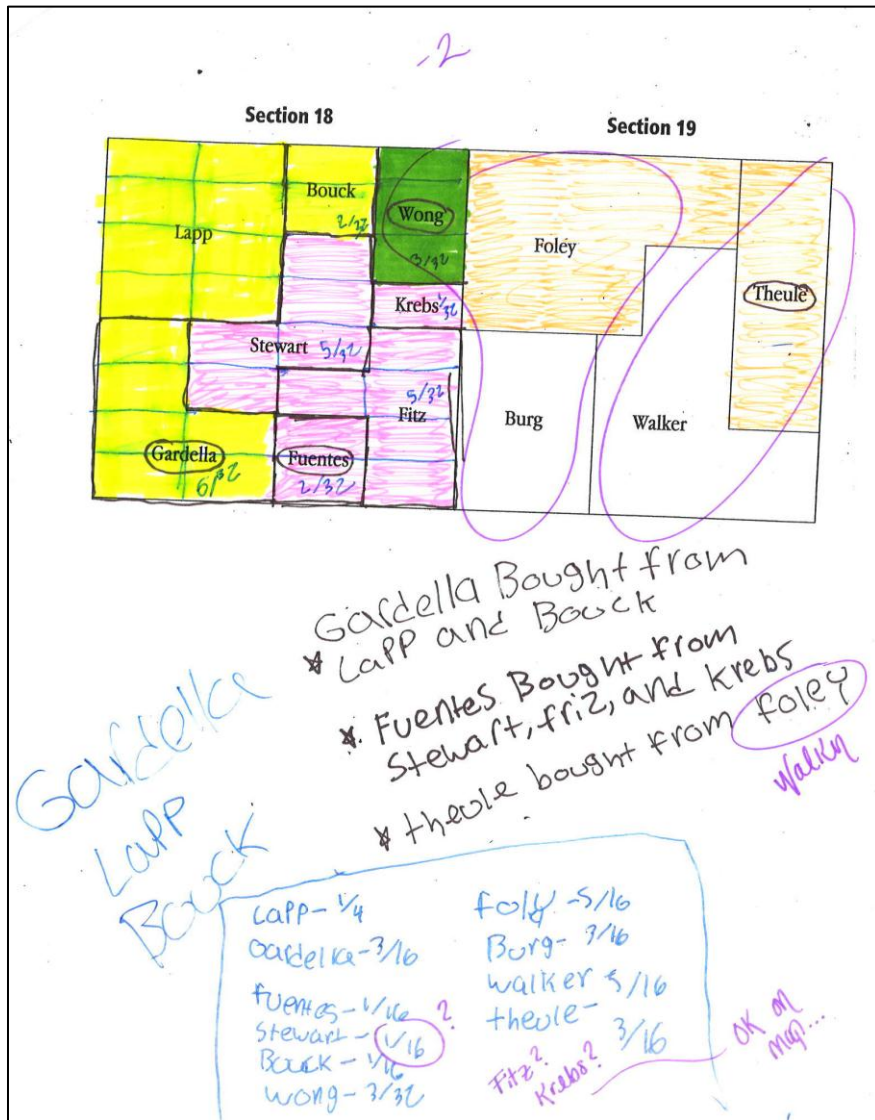 -2
Section 18
Section 19
Lapp
Bouck
2/32
Wong
3/32
Foley
Theule
Krebs 1/32
Stewart 5/32
5/32
Fitz
Burg
Walker
Gardella
6/32
Fuentes
2/32
Gardella Bought from
* Lapp and Bouck
* Fuentes Bought from
Stewart, friz, and Krebs
* theule bought from foley
Walker
Gardella
Lapp
Bouck
Lapp - 1/4
Gardella - 3/16
fuentes - 1/16
Stewart - 1/16 ?
Bouck - 1/16
Wong - 3/32
foly - 5/16
Burg - 3/16
walker 5/16
theule - 3/16
Fitz?
Krebs?
OK on
map...